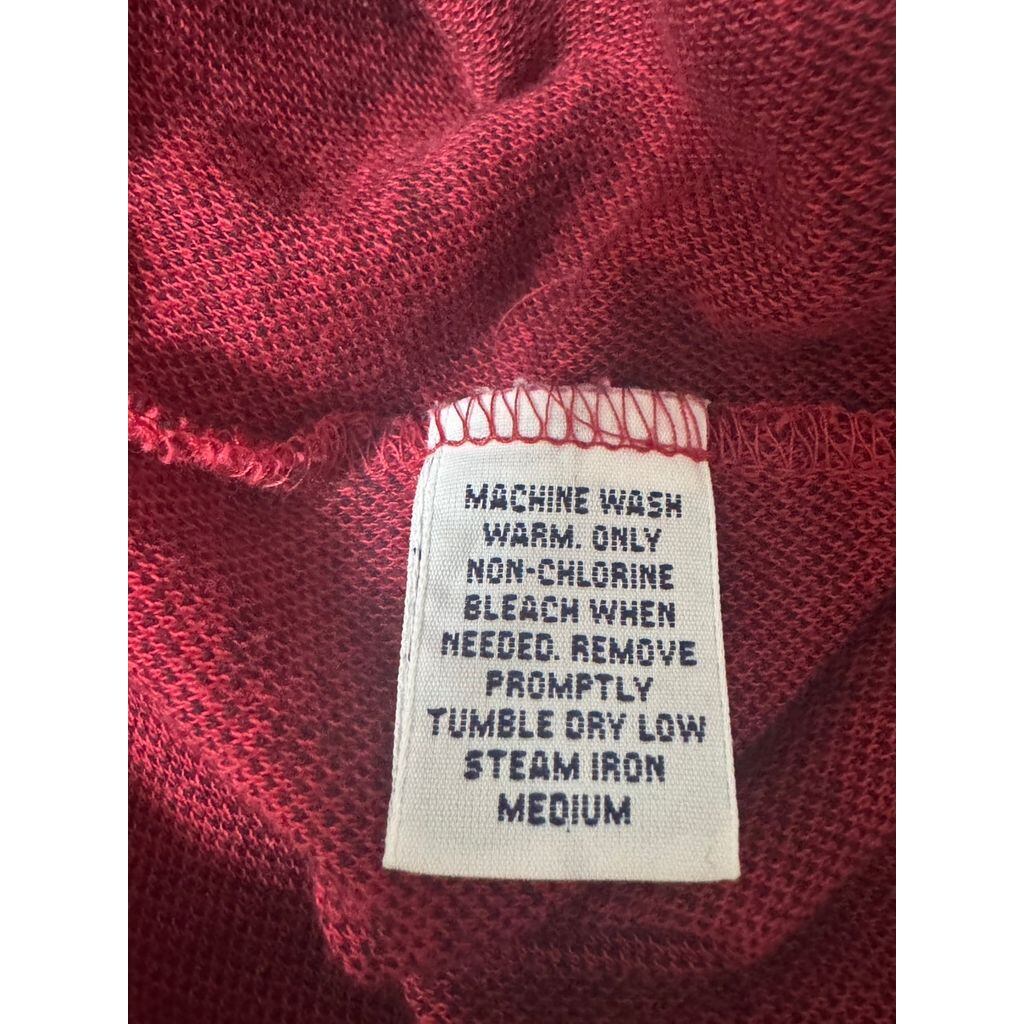 MACHINE WASH
WARM. ONLY
NON-CHLORINE
BLEACH WHEN
NEEDED. REMOVE
PROMPTLY
TUMBLE DRY LOW
STEAM IRON
MEDIUM